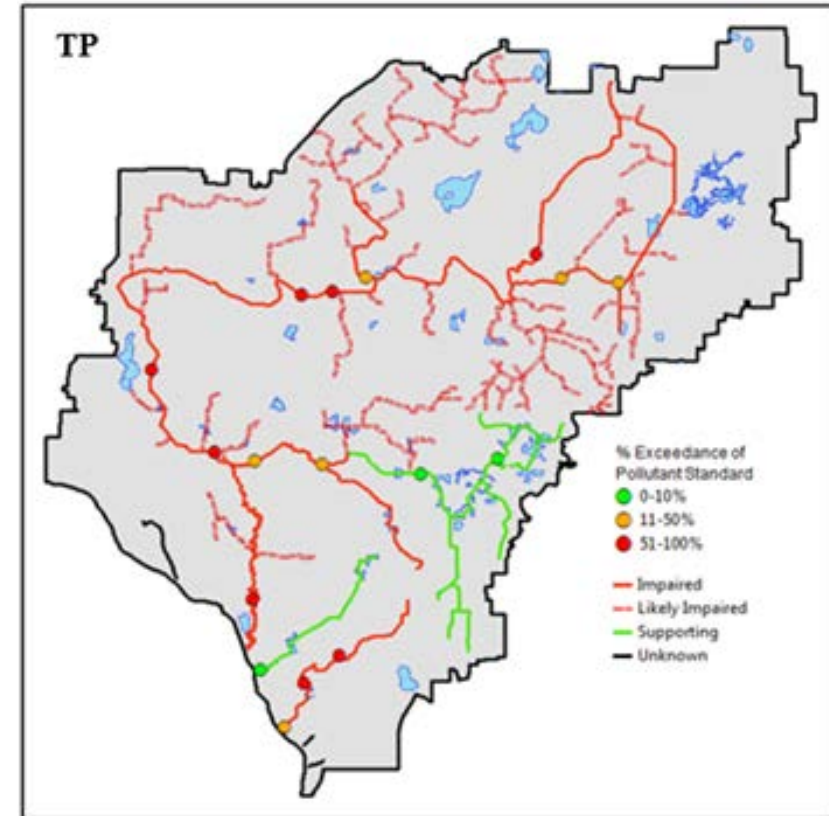 TP
% Exceedance of
Pollutant Standard
0-10%
11-50%
51-100%
Impaired
Likely Impaired
Supporting
Unknown